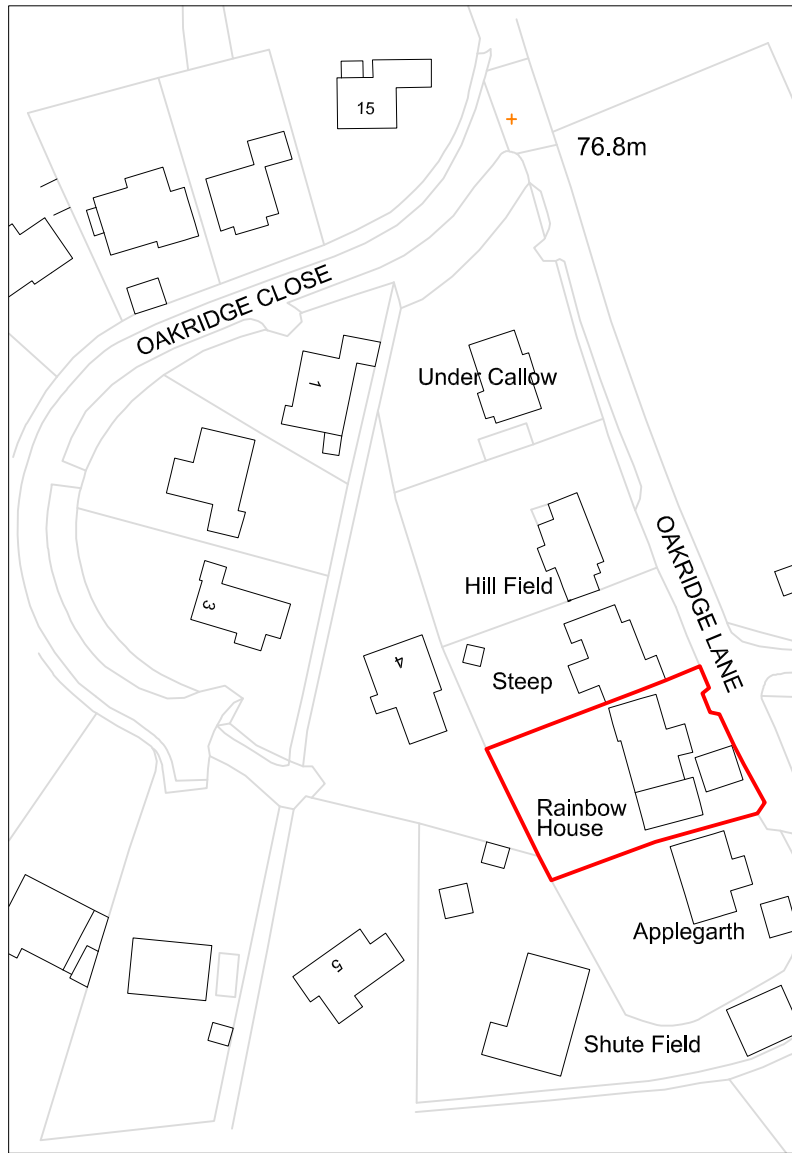 15
76.8m
OAKRIDGE CLOSE
1
Under Callow
OAKRIDGE LANE
Hill Field
3
4
Steep
Rainbow
House
Applegarth
5
Shute Field